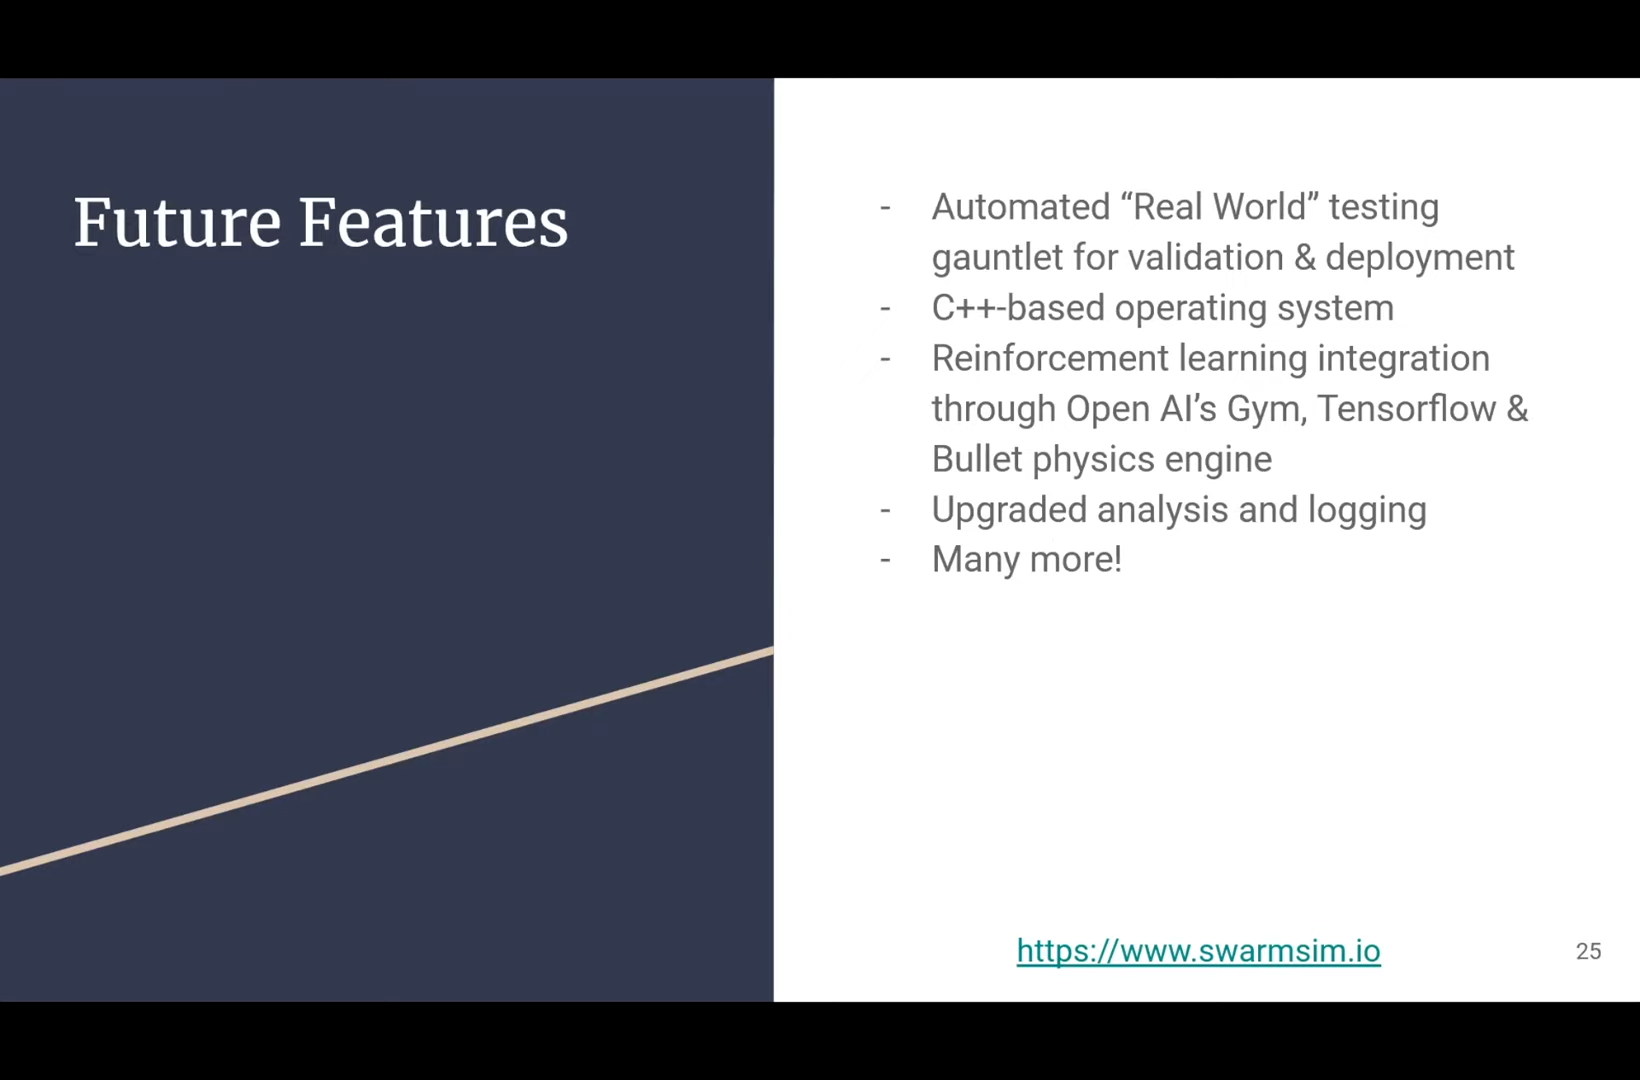 Future Features
- Automated “Real World” testing
gauntlet for validation & deployment
- C++-based operating system
- Reinforcement learning integration
through Open AI’s Gym, Tensorflow &
Bullet physics engine
- Upgraded analysis and logging
- Many more!
https://www.swarmsim.io
25